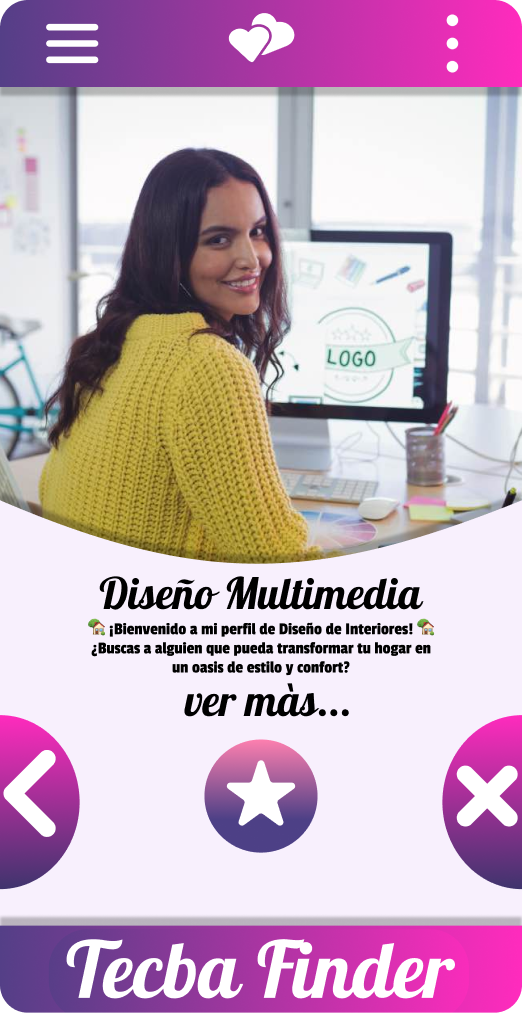 LOGO
Diseño Multimedia
🏡 ¡Bienvenido a mi perfil de Diseño de Interiores! 🏡
¿Buscas a alguien que pueda transformar tu hogar en
un oasis de estilo y confort?
ver màs...
Tecba Finder